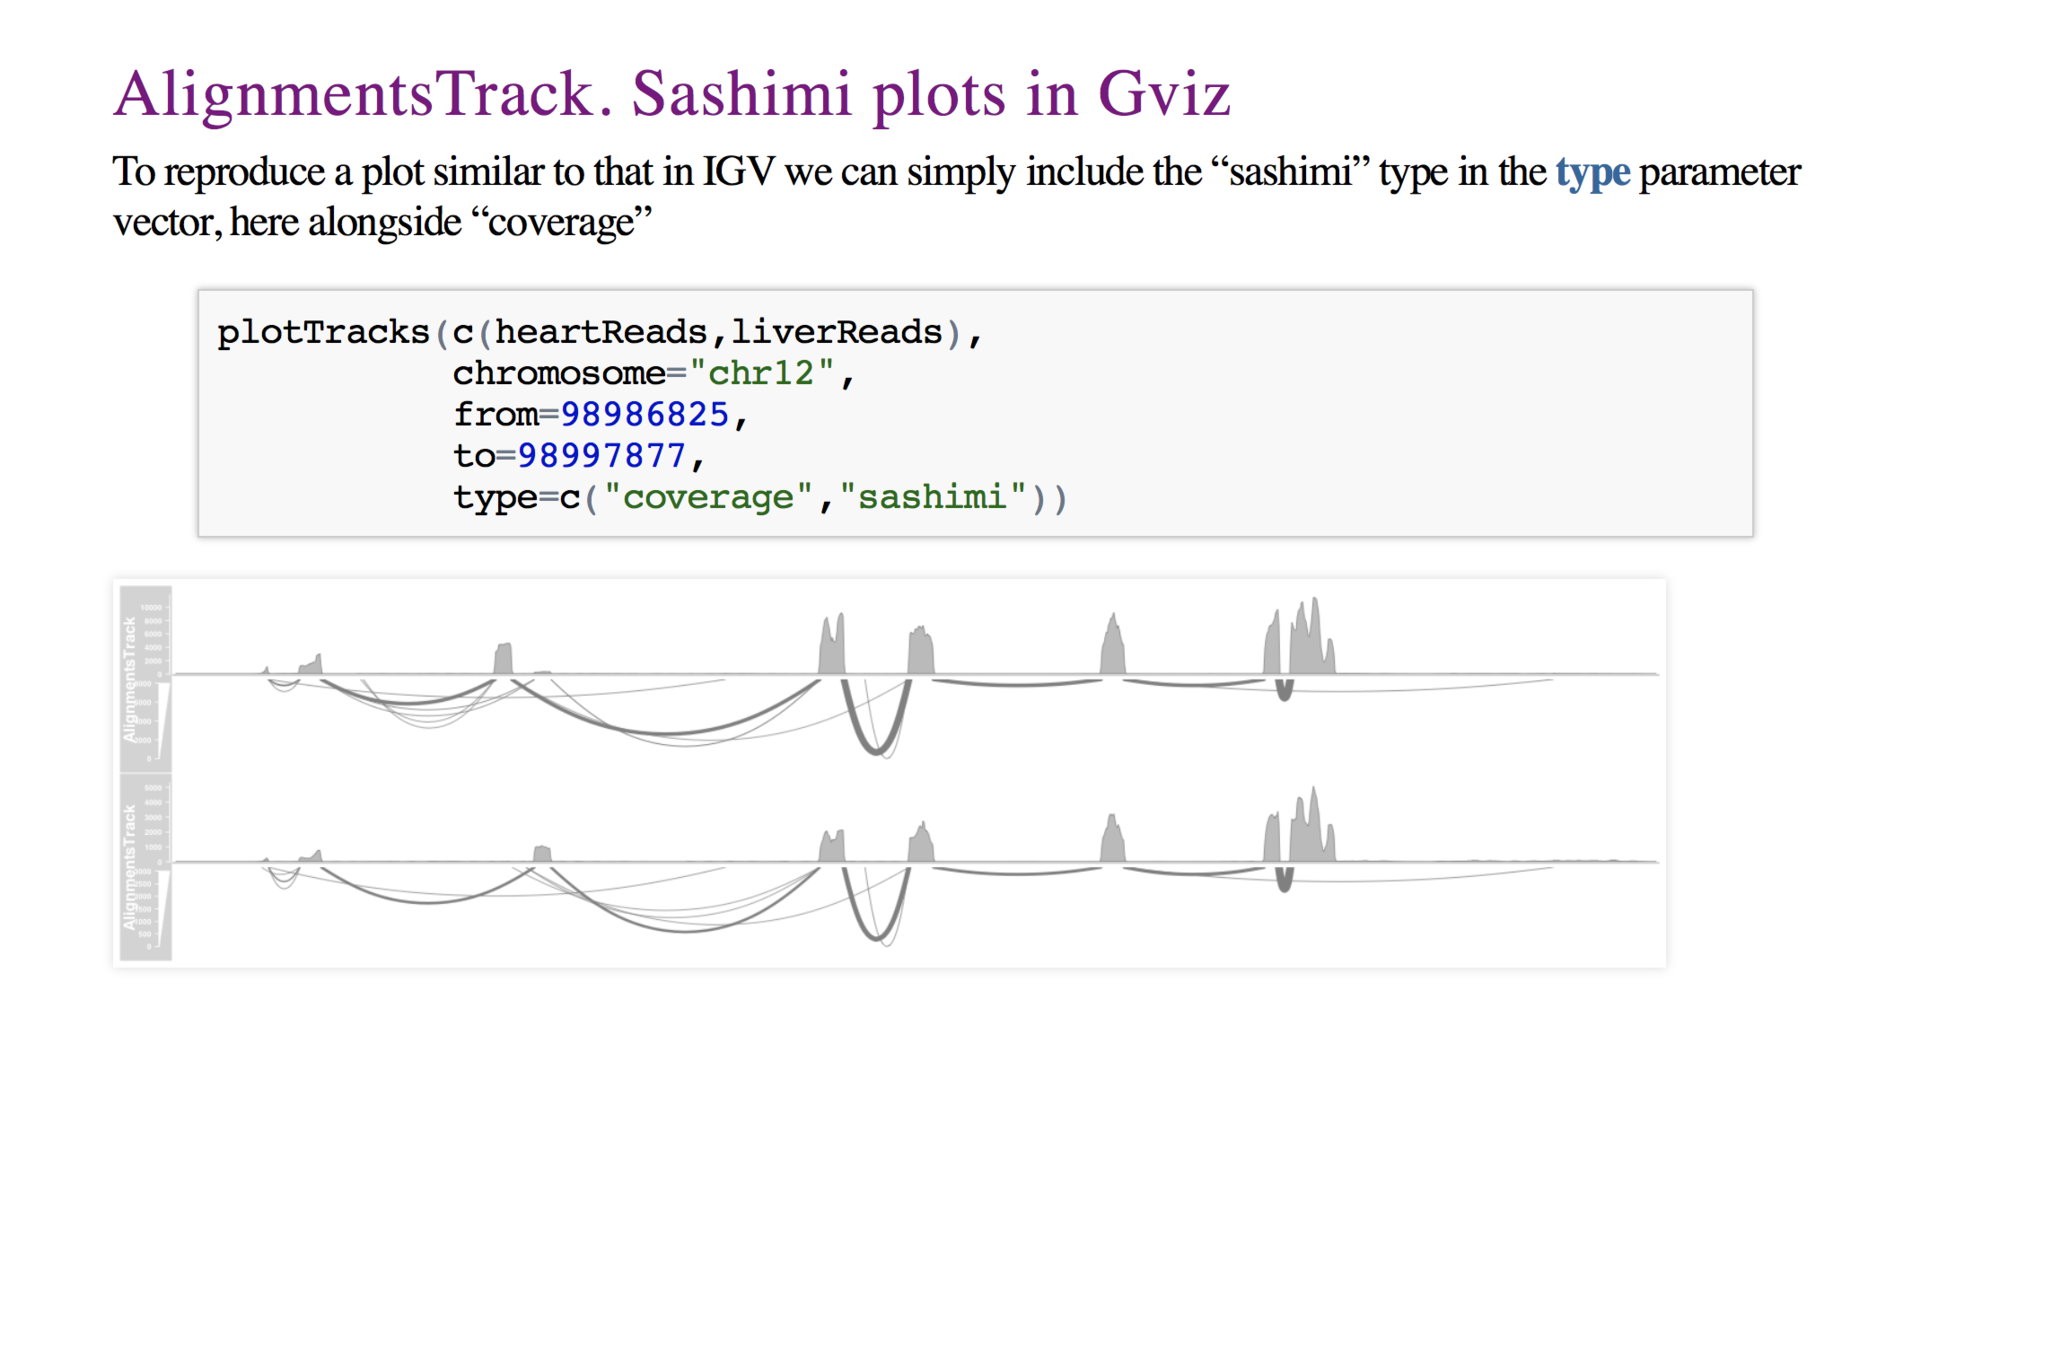 AlignmentsTrack. Sashimi plots in Gviz
To reproduce a plot similar to that in IGV we can simply include the “sashimi” type in the type parameter
vector, here alongside “coverage”
plotTracks(c(heartReads,liverReads),
chromosome="chr12",
from=98986825,
to=98997877,
type=c("coverage","sashimi"))
AlignmentsTrack
10000
8000
6000
4000
2000
0
AlignmentsTrack
5000
4000
3000
2000
1000
0
500
0